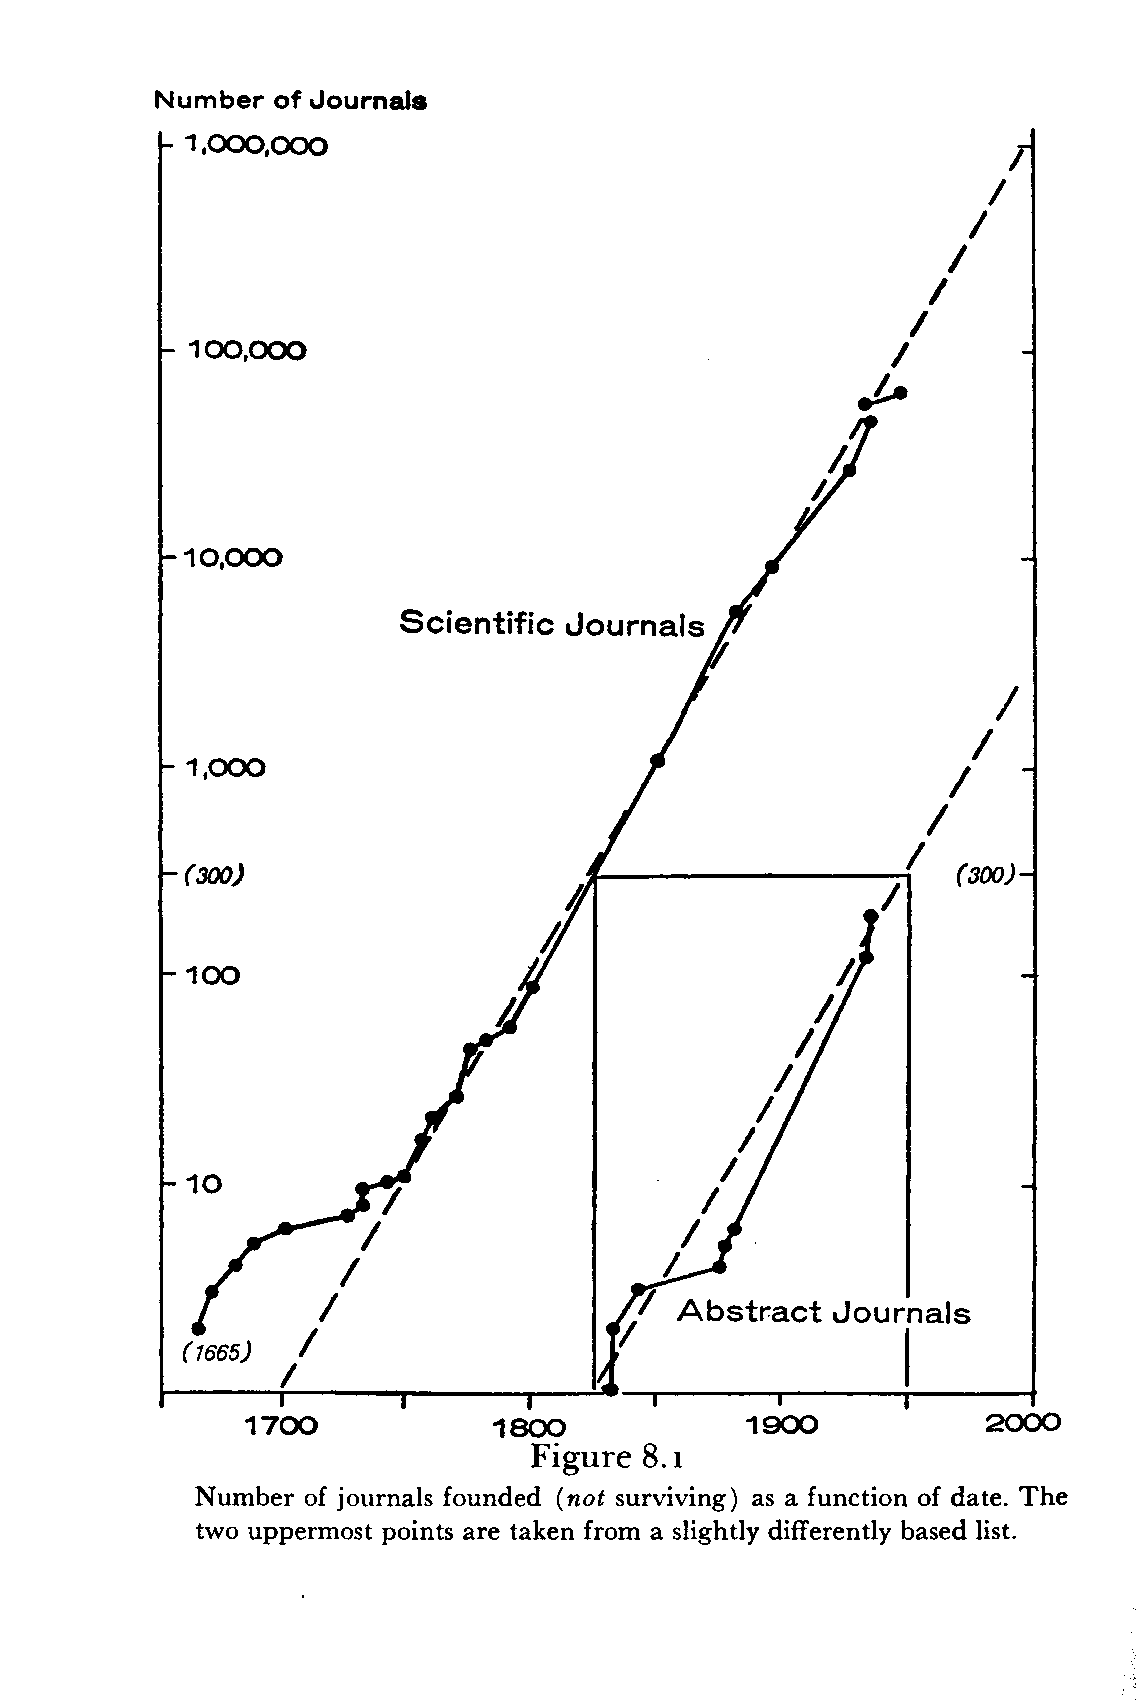 Number of Journals
1,000,000
100,000
10,000
Scientific Journals
1,000
(300)
(300)
100
10
Abstract Journals
(1665)
1700
1800
1900
2000
Figure 8.1
Number of journals founded (not surviving) as a function of date. The
two uppermost points are taken from a slightly differently based list.